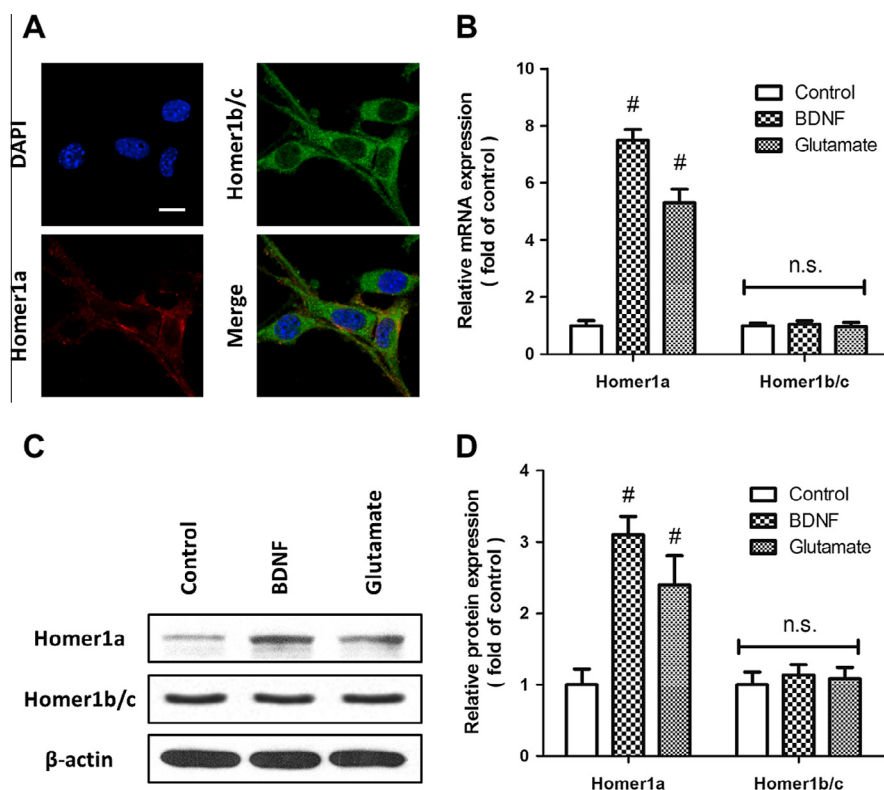 A
DAPI
Homer1b/c
Homer1a
Merge
B
Relative mRNA expression
( fold of control )
10
8
6
4
2
0
#
#
n.s.
Control
BDNF
Glutamate
Homer1a
Homer1b/c
C
Control
BDNF
Glutamate
Homer1a
Homer1b/c
β-actin
D
Relative protein expression
( fold of control )
4
3
2
1
0
#
#
n.s.
Control
BDNF
Glutamate
Homer1a
Homer1b/c